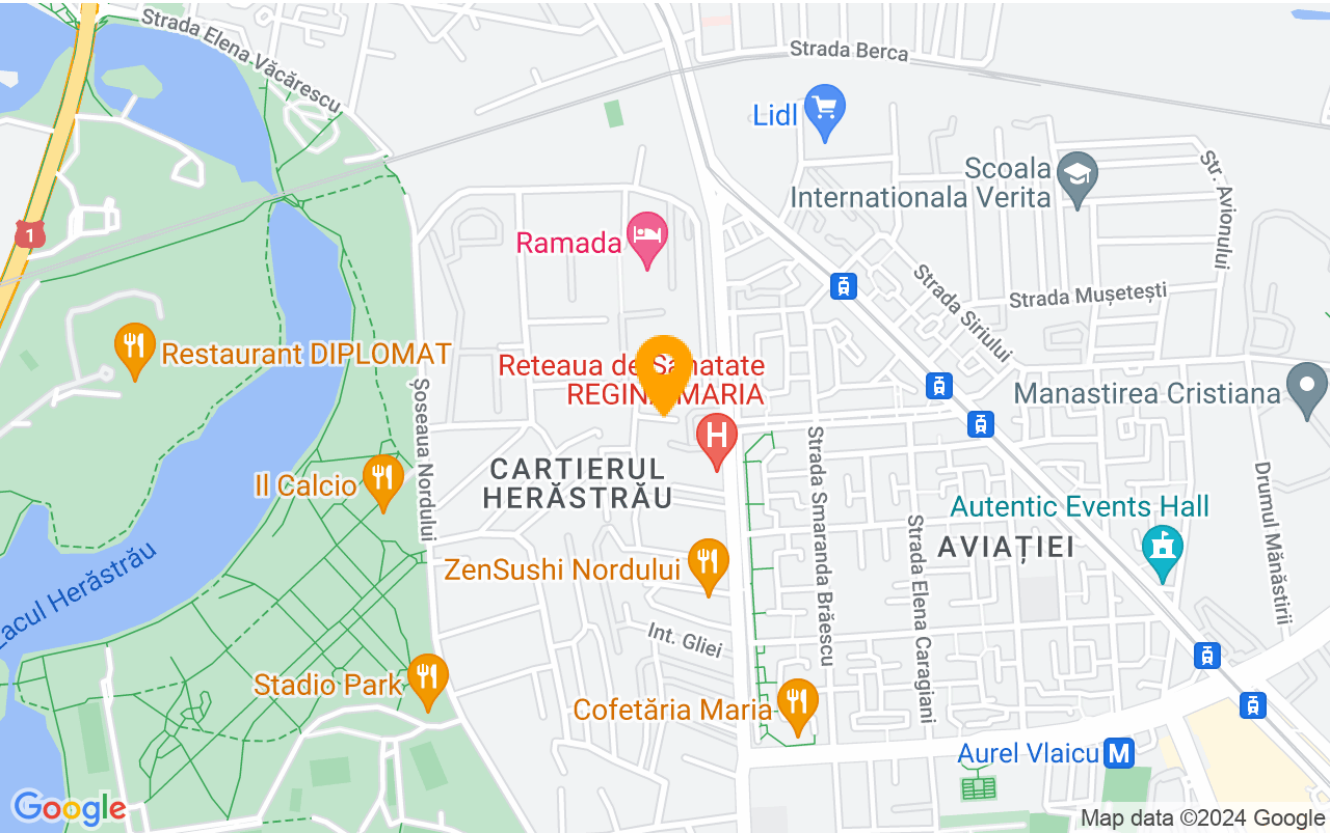 Strada Elena Văcărescu
Strada Berca
Lidl
Scoala
Internationala Verita
Str. Avionului
1
Ramada
Strada Mușetești
Strada Siriului
Restaurant DIPLOMAT
Reteaua de Sanatate
REGINA MARIA
H
Manastirea Cristiana
Șoseaua Nordului
CARTIERUL
HERĂSTRĂU
Il Calcio
Strada Smaranda Brăescu
Drumul Mănăstirii
Autentic Events Hall
AVIAȚIEI
Strada Elena Caragiani
ZenSushi Nordului
Lacul Herăstrău
Int. Gliei
Stadio Park
Cofetăria Maria
Aurel Vlaicu M
Google
Map data ©2024 Google